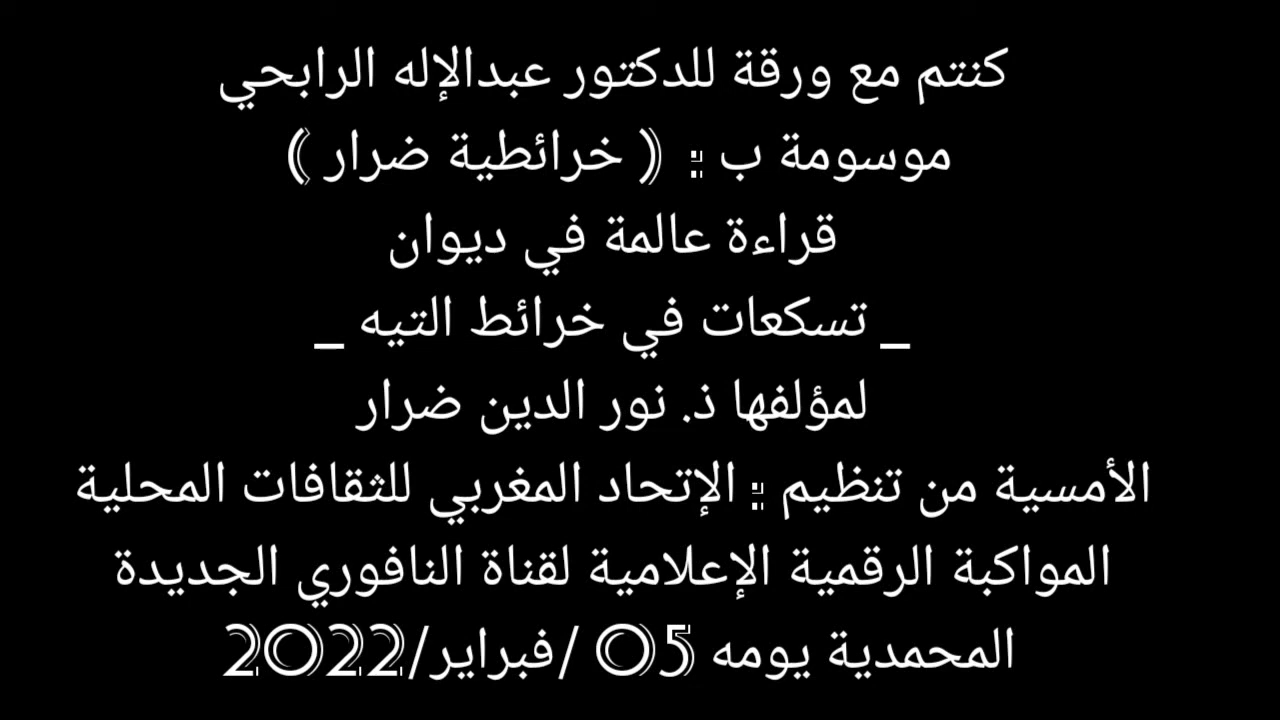 كنتم مع ورقة للدكتور عبدالإله الرابحي
موسومة ب : ( خرائطية ضرار )
قراءة عالمة في ديوان
_ تسكعات في خرائط التيه _
لمؤلفها ذ. نور الدين ضرار
الأمسية من تنظيم : الإتحاد المغربي للثقافات المحلية
المواكبة الرقمية الإعلامية لقناة النافوري الجديدة
المحمدية يومه 05 /فبراير/2022